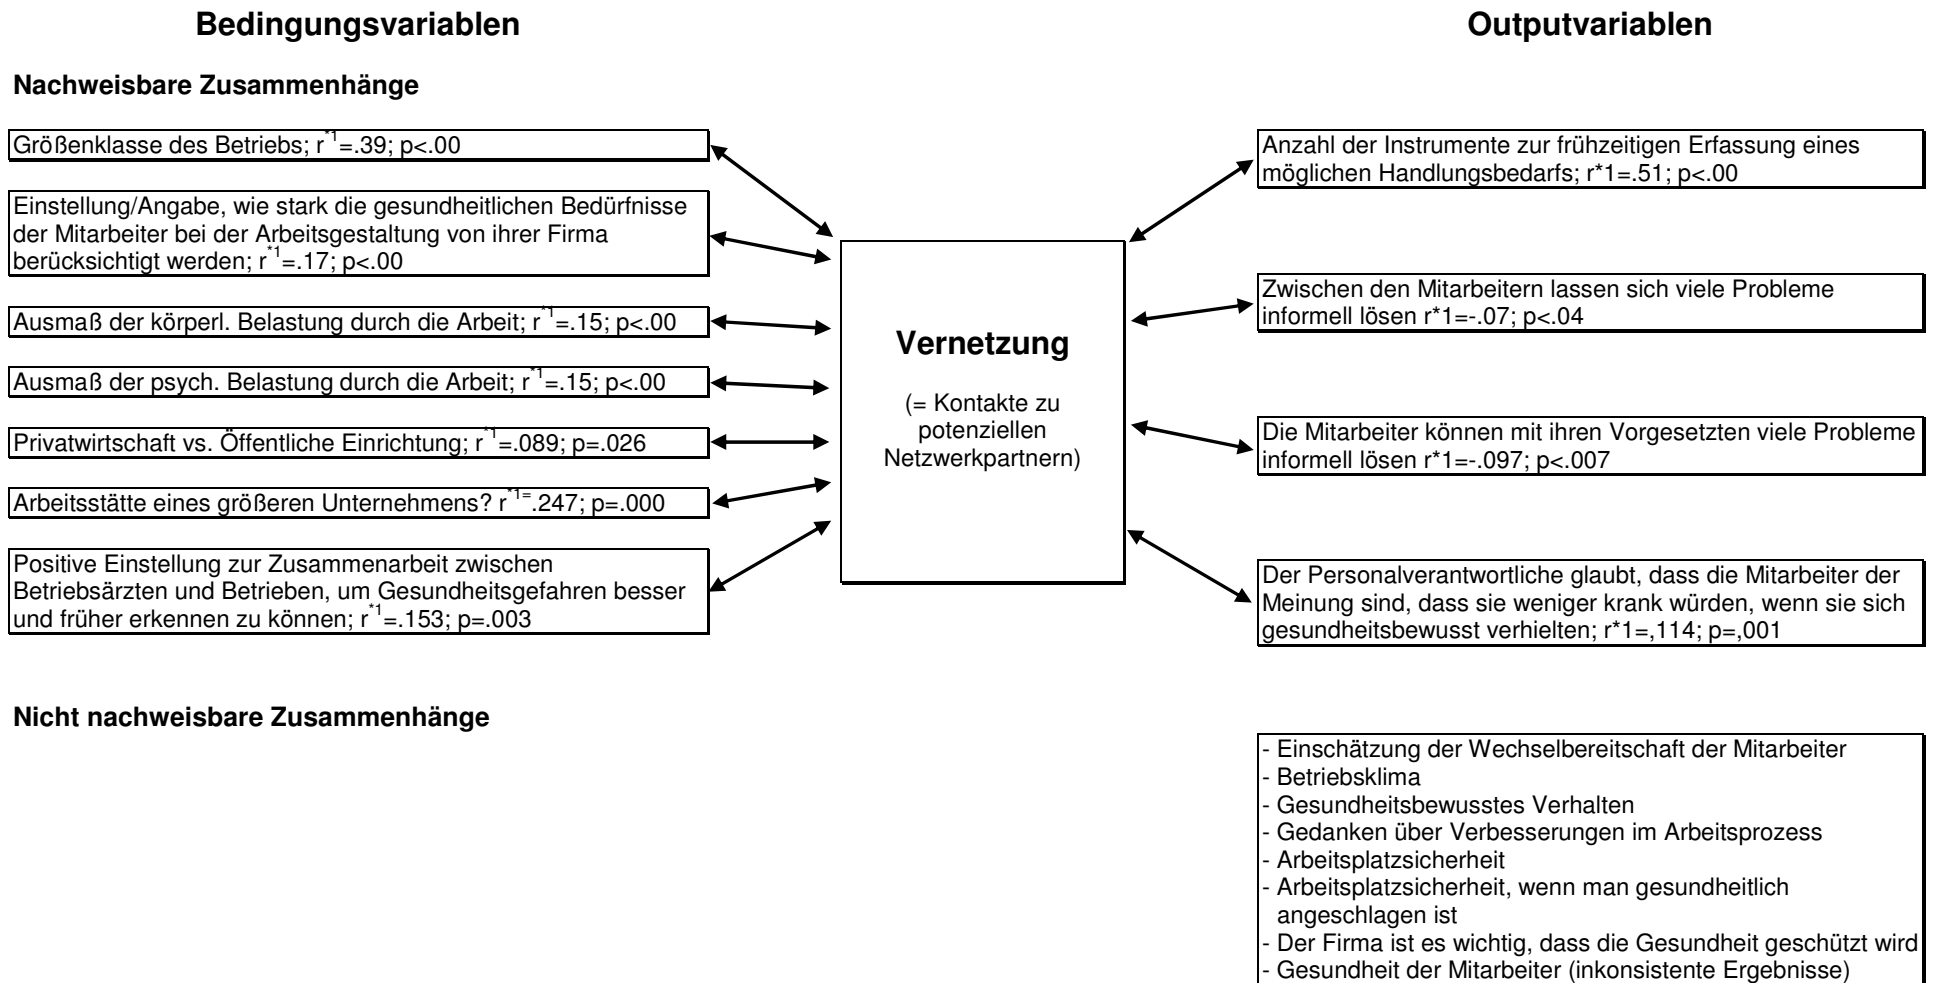 Bedingungsvariablen
Outputvariablen
Nachweisbare Zusammenhänge
Größenklasse des Betriebs; r*1=.39; p<.00
Einstellung/Angabe, wie stark die gesundheitlichen Bedürfnisse
der Mitarbeiter bei der Arbeitsgestaltung von ihrer Firma
berücksichtigt werden; r*1=.17; p<.00
Ausmaß der körperl. Belastung durch die Arbeit; r*1=.15; p<.00
Ausmaß der psych. Belastung durch die Arbeit; r*1=.15; p<.00
Privatwirtschaft vs. Öffentliche Einrichtung; r*1=.089; p=.026
Arbeitsstätte eines größeren Unternehmens? r*1=.247; p=.000
Positive Einstellung zur Zusammenarbeit zwischen
Betriebsärzten und Betrieben, um Gesundheitsgefahren besser
und früher erkennen zu können; r*1=.153; p=.003
Vernetzung
(= Kontakte zu
potenziellen
Netzwerkpartnern)
Anzahl der Instrumente zur frühzeitigen Erfassung eines
möglichen Handlungsbedarfs; r*1=.51; p<.00
Zwischen den Mitarbeitern lassen sich viele Probleme
informell lösen r*1=-.07; p<.04
Die Mitarbeiter können mit ihren Vorgesetzten viele Probleme
informell lösen r*1=-.097; p<.007
Der Personalverantwortliche glaubt, dass die Mitarbeiter der
Meinung sind, dass sie weniger krank würden, wenn sie sich
gesundheitsbewusst verhielten; r*1=,114; p=,001
Nicht nachweisbare Zusammenhänge
- Einschätzung der Wechselbereitschaft der Mitarbeiter
- Betriebsklima
- Gesundheitsbewusstes Verhalten
- Gedanken über Verbesserungen im Arbeitsprozess
- Arbeitsplatzsicherheit
- Arbeitsplatzsicherheit, wenn man gesundheitlich
angeschlagen ist
- Der Firma ist es wichtig, dass die Gesundheit geschützt wird
- Gesundheit der Mitarbeiter (inkonsistente Ergebnisse)